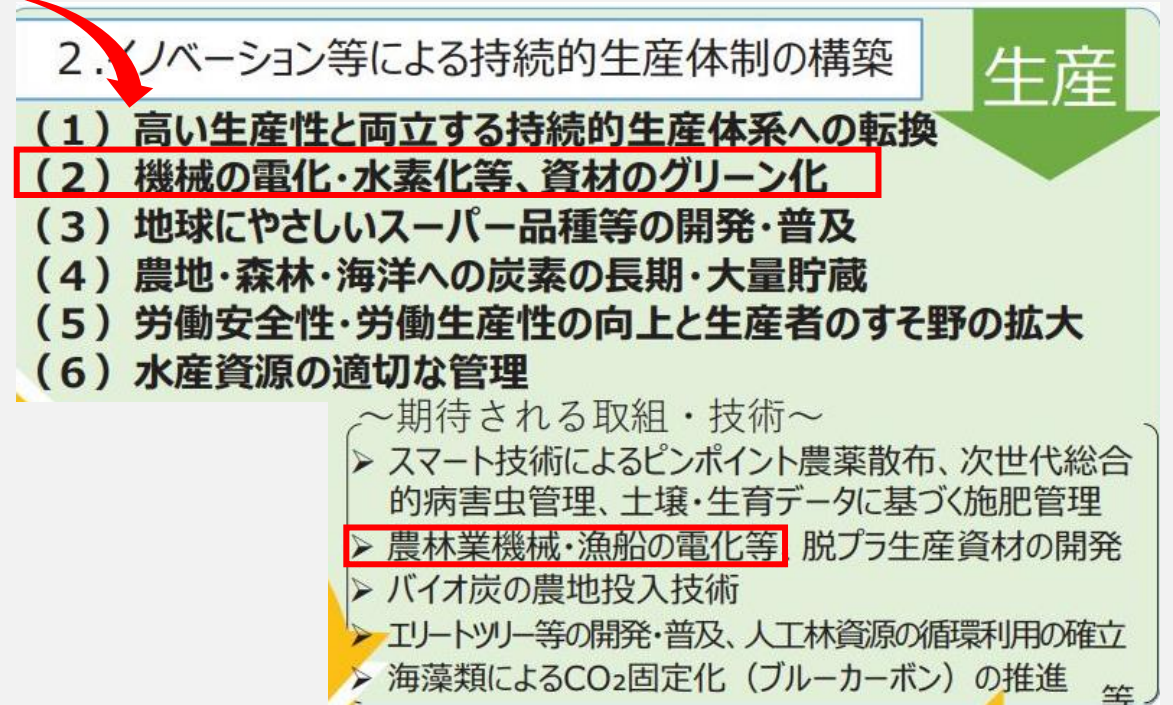 2.イノベーション等による持続的生産体制の構築
生産
(1)高い生産性と両立する持続的生産体系への転換
(2)機械の電化・水素化等、資材のグリーン化
(3)地球にやさしいスーパー品種等の開発・普及
(4)農地・森林・海洋への炭素の長期・大量貯蔵
(5)労働安全性・労働生産性の向上と生産者のすそ野の拡大
(6)水産資源の適切な管理
～期待される取組・技術～
➢ スマート技術によるピンポイント農薬散布、次世代総合
的病害虫管理、土壌・生育データに基づく施肥管理
➢ 農林業機械・漁船の電化等、脱プラ生産資材の開発
➢ バイオ炭の農地投入技術
➢ エリートツリー等の開発・普及、人工林資源の循環利用の確立
➢ 海藻類によるCO₂固定化(ブルーカーボン)の推進
等